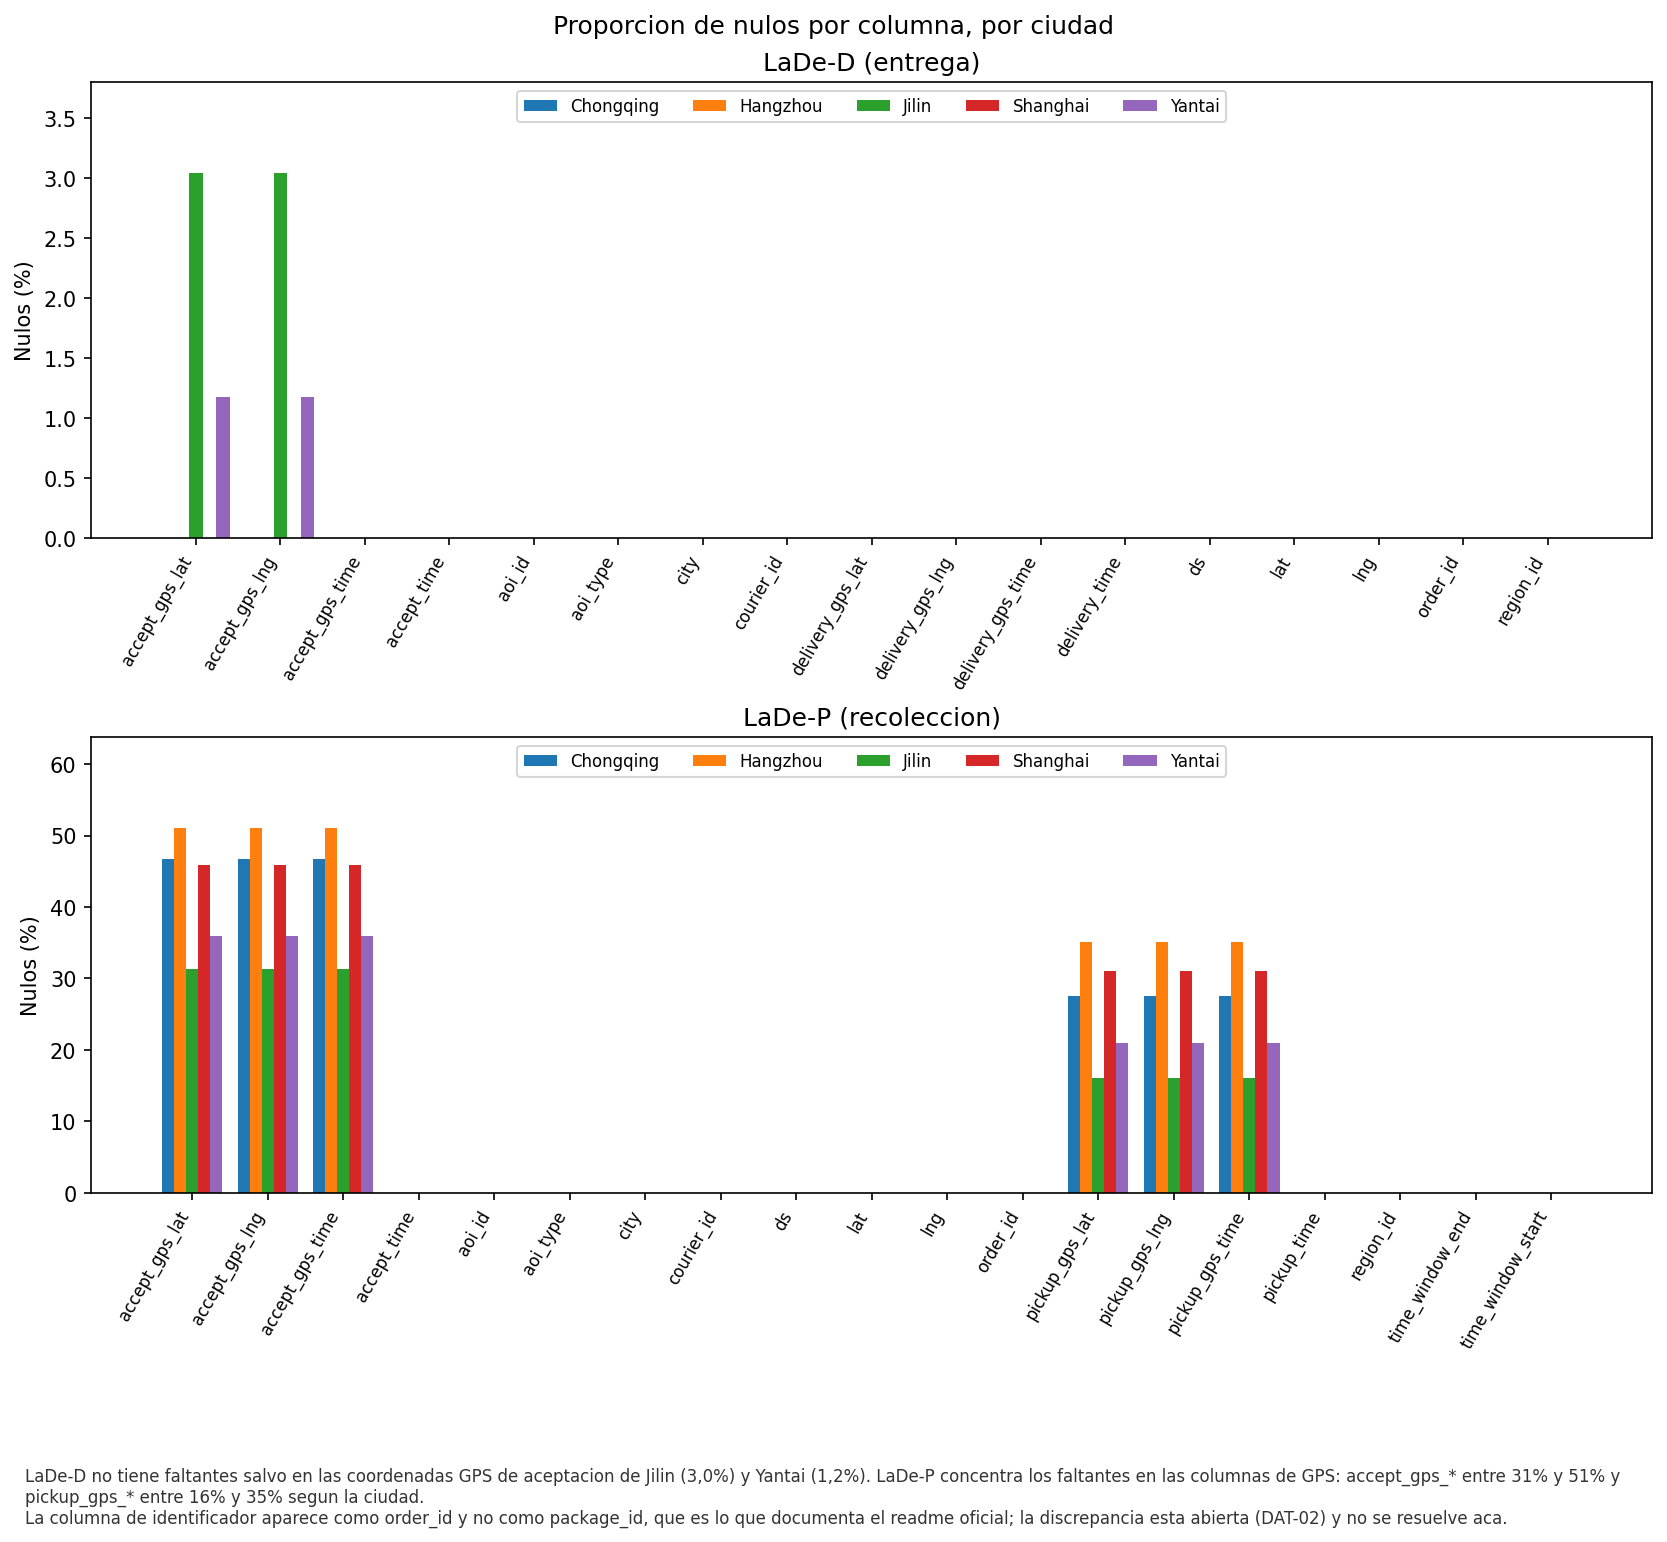 Proporcion de nulos por columna, por ciudad
LaDe-D (entrega)
Chongqing Hangzhou Jilin Shanghai Yantai
Nulos (%)
3.5
3.0
2.5
2.0
1.5
1.0
0.5
0.0
accept_gps_lat accept_gps_lng accept_gps_time accept_time aoi_id aoi_type city courier_id delivery_gps_lat delivery_gps_lng delivery_gps_time delivery_time ds lat lng order_id region_id
LaDe-P (recoleccion)
Chongqing Hangzhou Jilin Shanghai Yantai
Nulos (%)
60
50
40
30
20
10
0
accept_gps_lat accept_gps_lng accept_gps_time accept_time aoi_id aoi_type city courier_id ds lat lng order_id pickup_gps_lat pickup_gps_lng pickup_gps_time pickup_time region_id time_window_end time_window_start
LaDe-D no tiene faltantes salvo en las coordenadas GPS de aceptacion de Jilin (3,0%) y Yantai (1,2%). LaDe-P concentra los faltantes en las columnas de GPS: accept_gps_* entre 31% y 51% y
pickup_gps_* entre 16% y 35% segun la ciudad.
La columna de identificador aparece como order_id y no como package_id, que es lo que documenta el readme oficial; la discrepancia esta abierta (DAT-02) y no se resuelve aca.